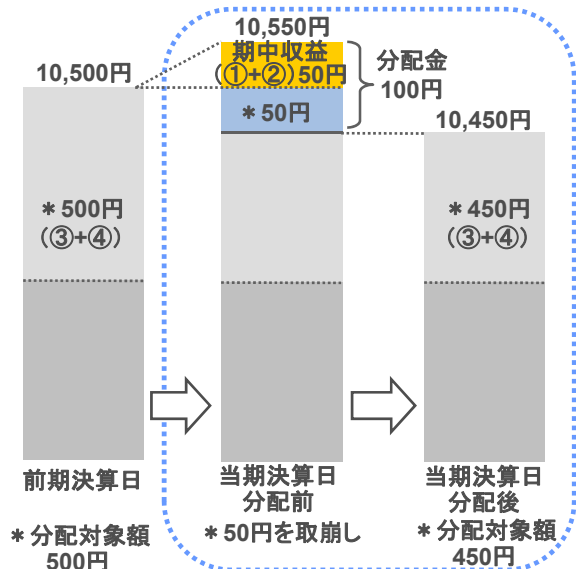 10,500円
＊500円
(③+④)
前期決算日
＊分配対象額
500円
10,550円
期中収益
(①+②)50円
＊50円
分配金
100円
当期決算日
分配前
＊50円を取崩し
10,450円
＊450円
(③+④)
当期決算日
分配後
＊分配対象額
450円